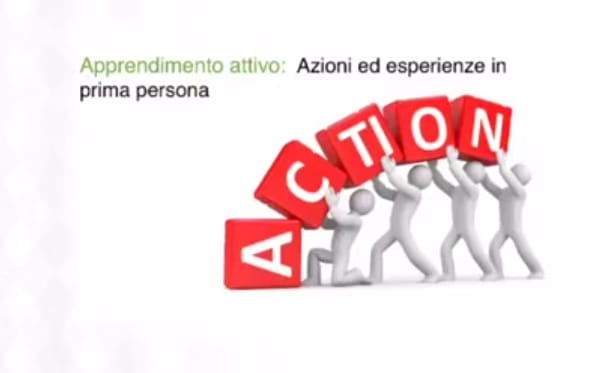 Apprendimento attivo: Azioni ed esperienze in
prima persona
ACTION